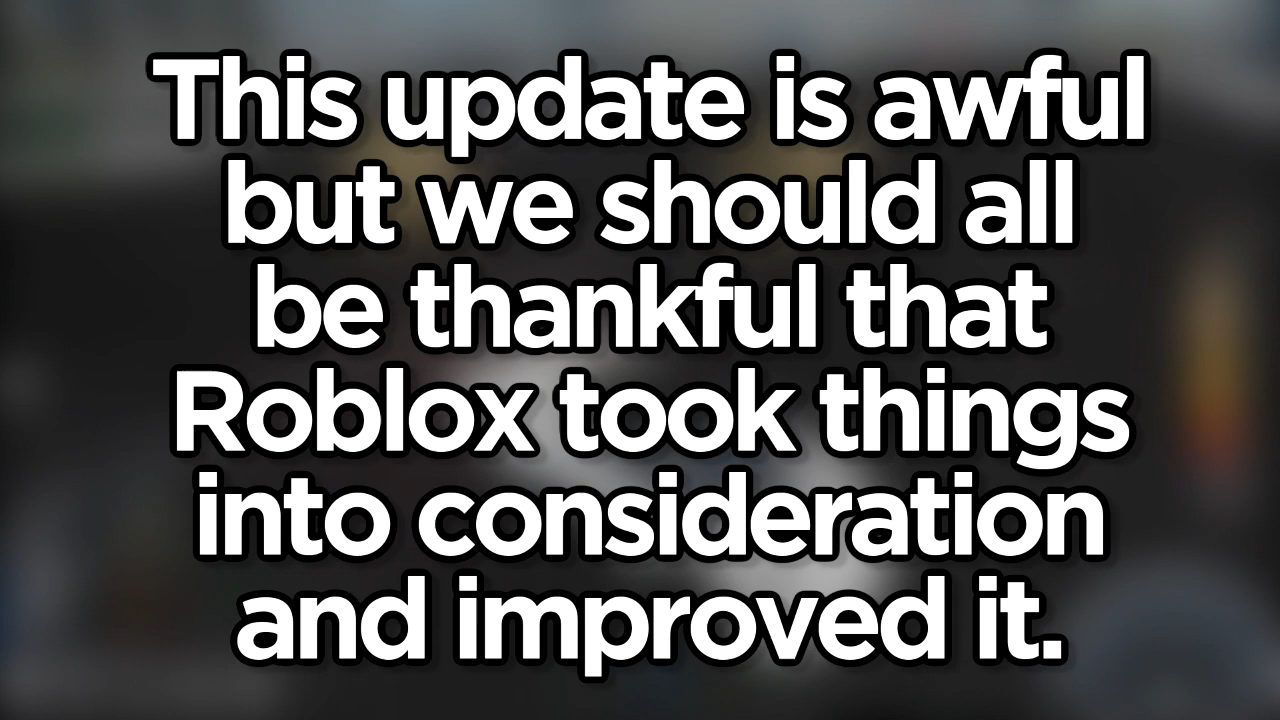 This update is awful
but we should all
be thankful that
Roblox took things
into consideration
and improved it.